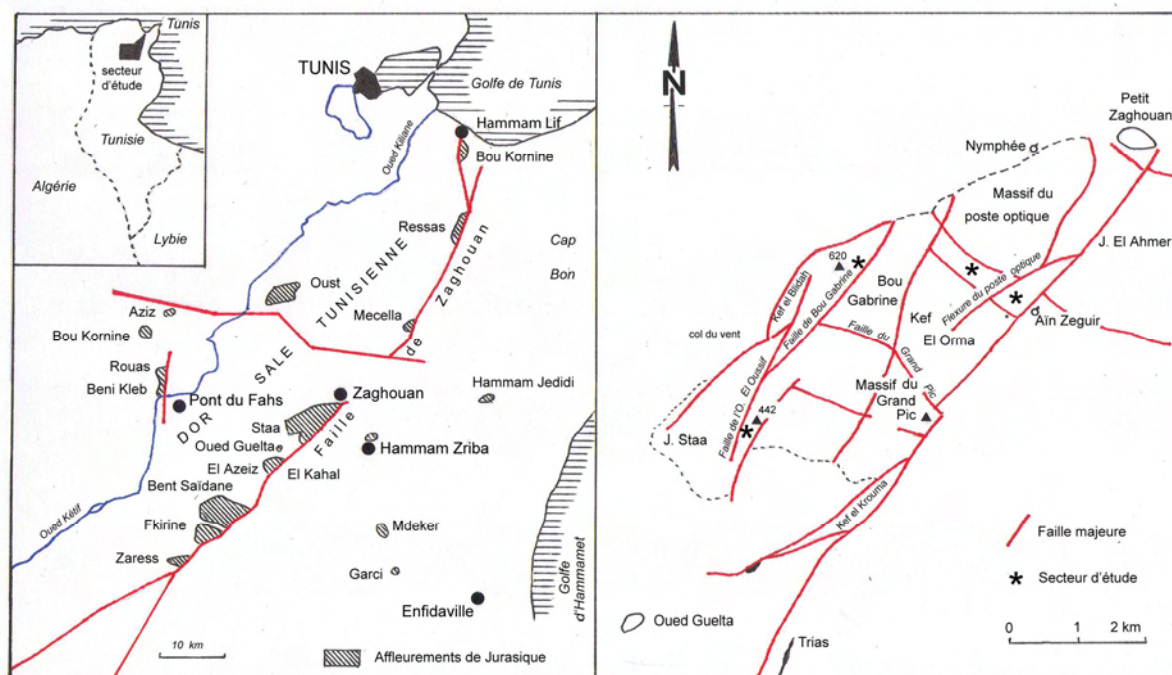 Tunis
secteur
d'étude
Tunisie
Algérie
Lybie
TUNIS
Golfe de Tunis
Hammam Lif
Bou Kornine
Oued Kiliane
Ressas
Cap
Bon
Oust
TUNISIENNE
Zaghouan
de
Faille
Mecella
Aziz
Bou Kornine
Rouas
Beni Kleb
DORSALE
Pont du Fahs
Zaghouan
Hammam Jedidi
Staa
Oued Guelta
Hammam Zriba
El Azeiz
El Kahal
Bent Saïdane
Oued Kétif
Fkirine
Mdeker
Zaress
Garci
Enfidaville
Golfe
d'Hammamet
10 km
Affleurements de Jurasique
N
Petit
Zaghouan
Nymphée
Massif du
poste optique
J. El Ahmer
620
Kef el Blidah
Bou
Gabrine
Faille de Bou Gabrine
Flexure du poste optique
Kef
El Orma
Aïn Zeguir
col du vent
Faille du Grand Pic
Faille de l'O. El Oussif
442
Massif du
Grand
Pic
J. Staa
Kef el Krouma
Faille majeure
Secteur d'étude
Oued Guelta
Trias
0 1 2 km